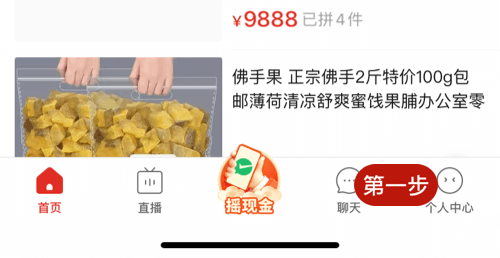 ¥9888 已拼4件
佛手果 正宗佛手2斤特价100g包
邮薄荷清凉舒爽蜜饯果脯办公室零
第一步
首页
直播
摇现金
聊天
个人中心